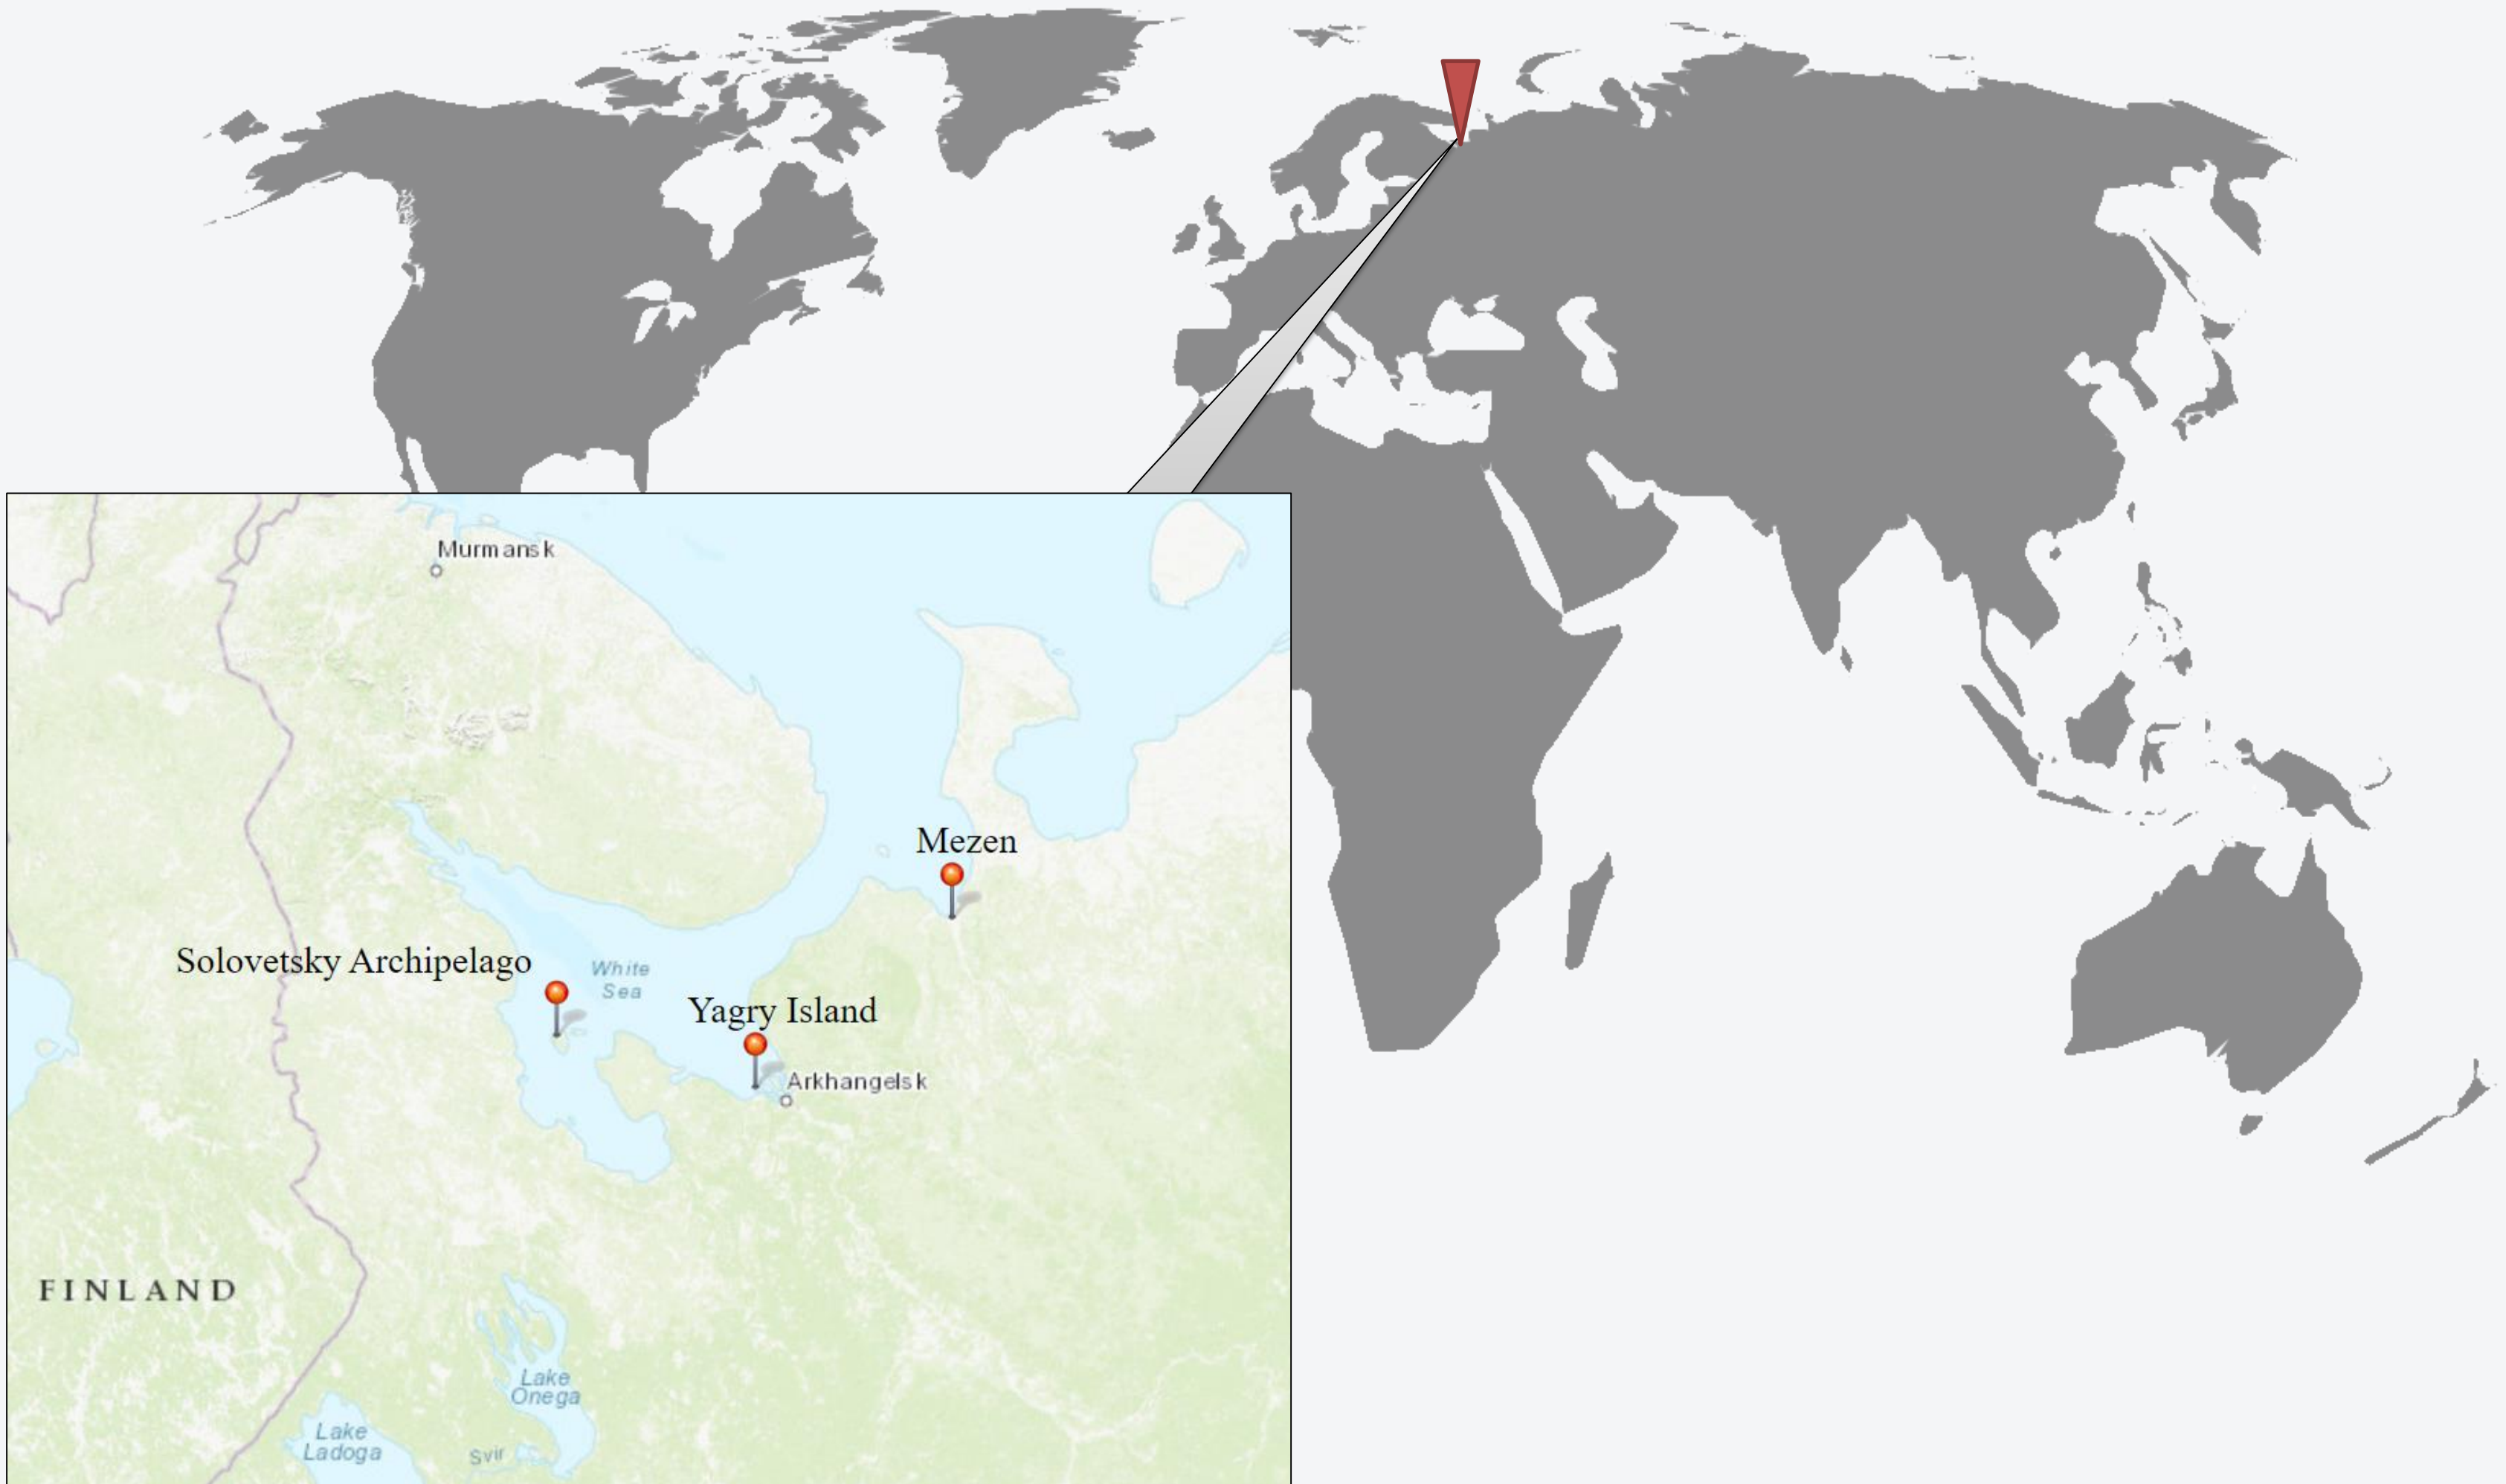 Murmansk
Mezen
Solovetsky Archipelago
White
Sea
Yagry Island
Arkhangelsk
FINLAND
Lake
Onega
Lake
Ladoga
Svir